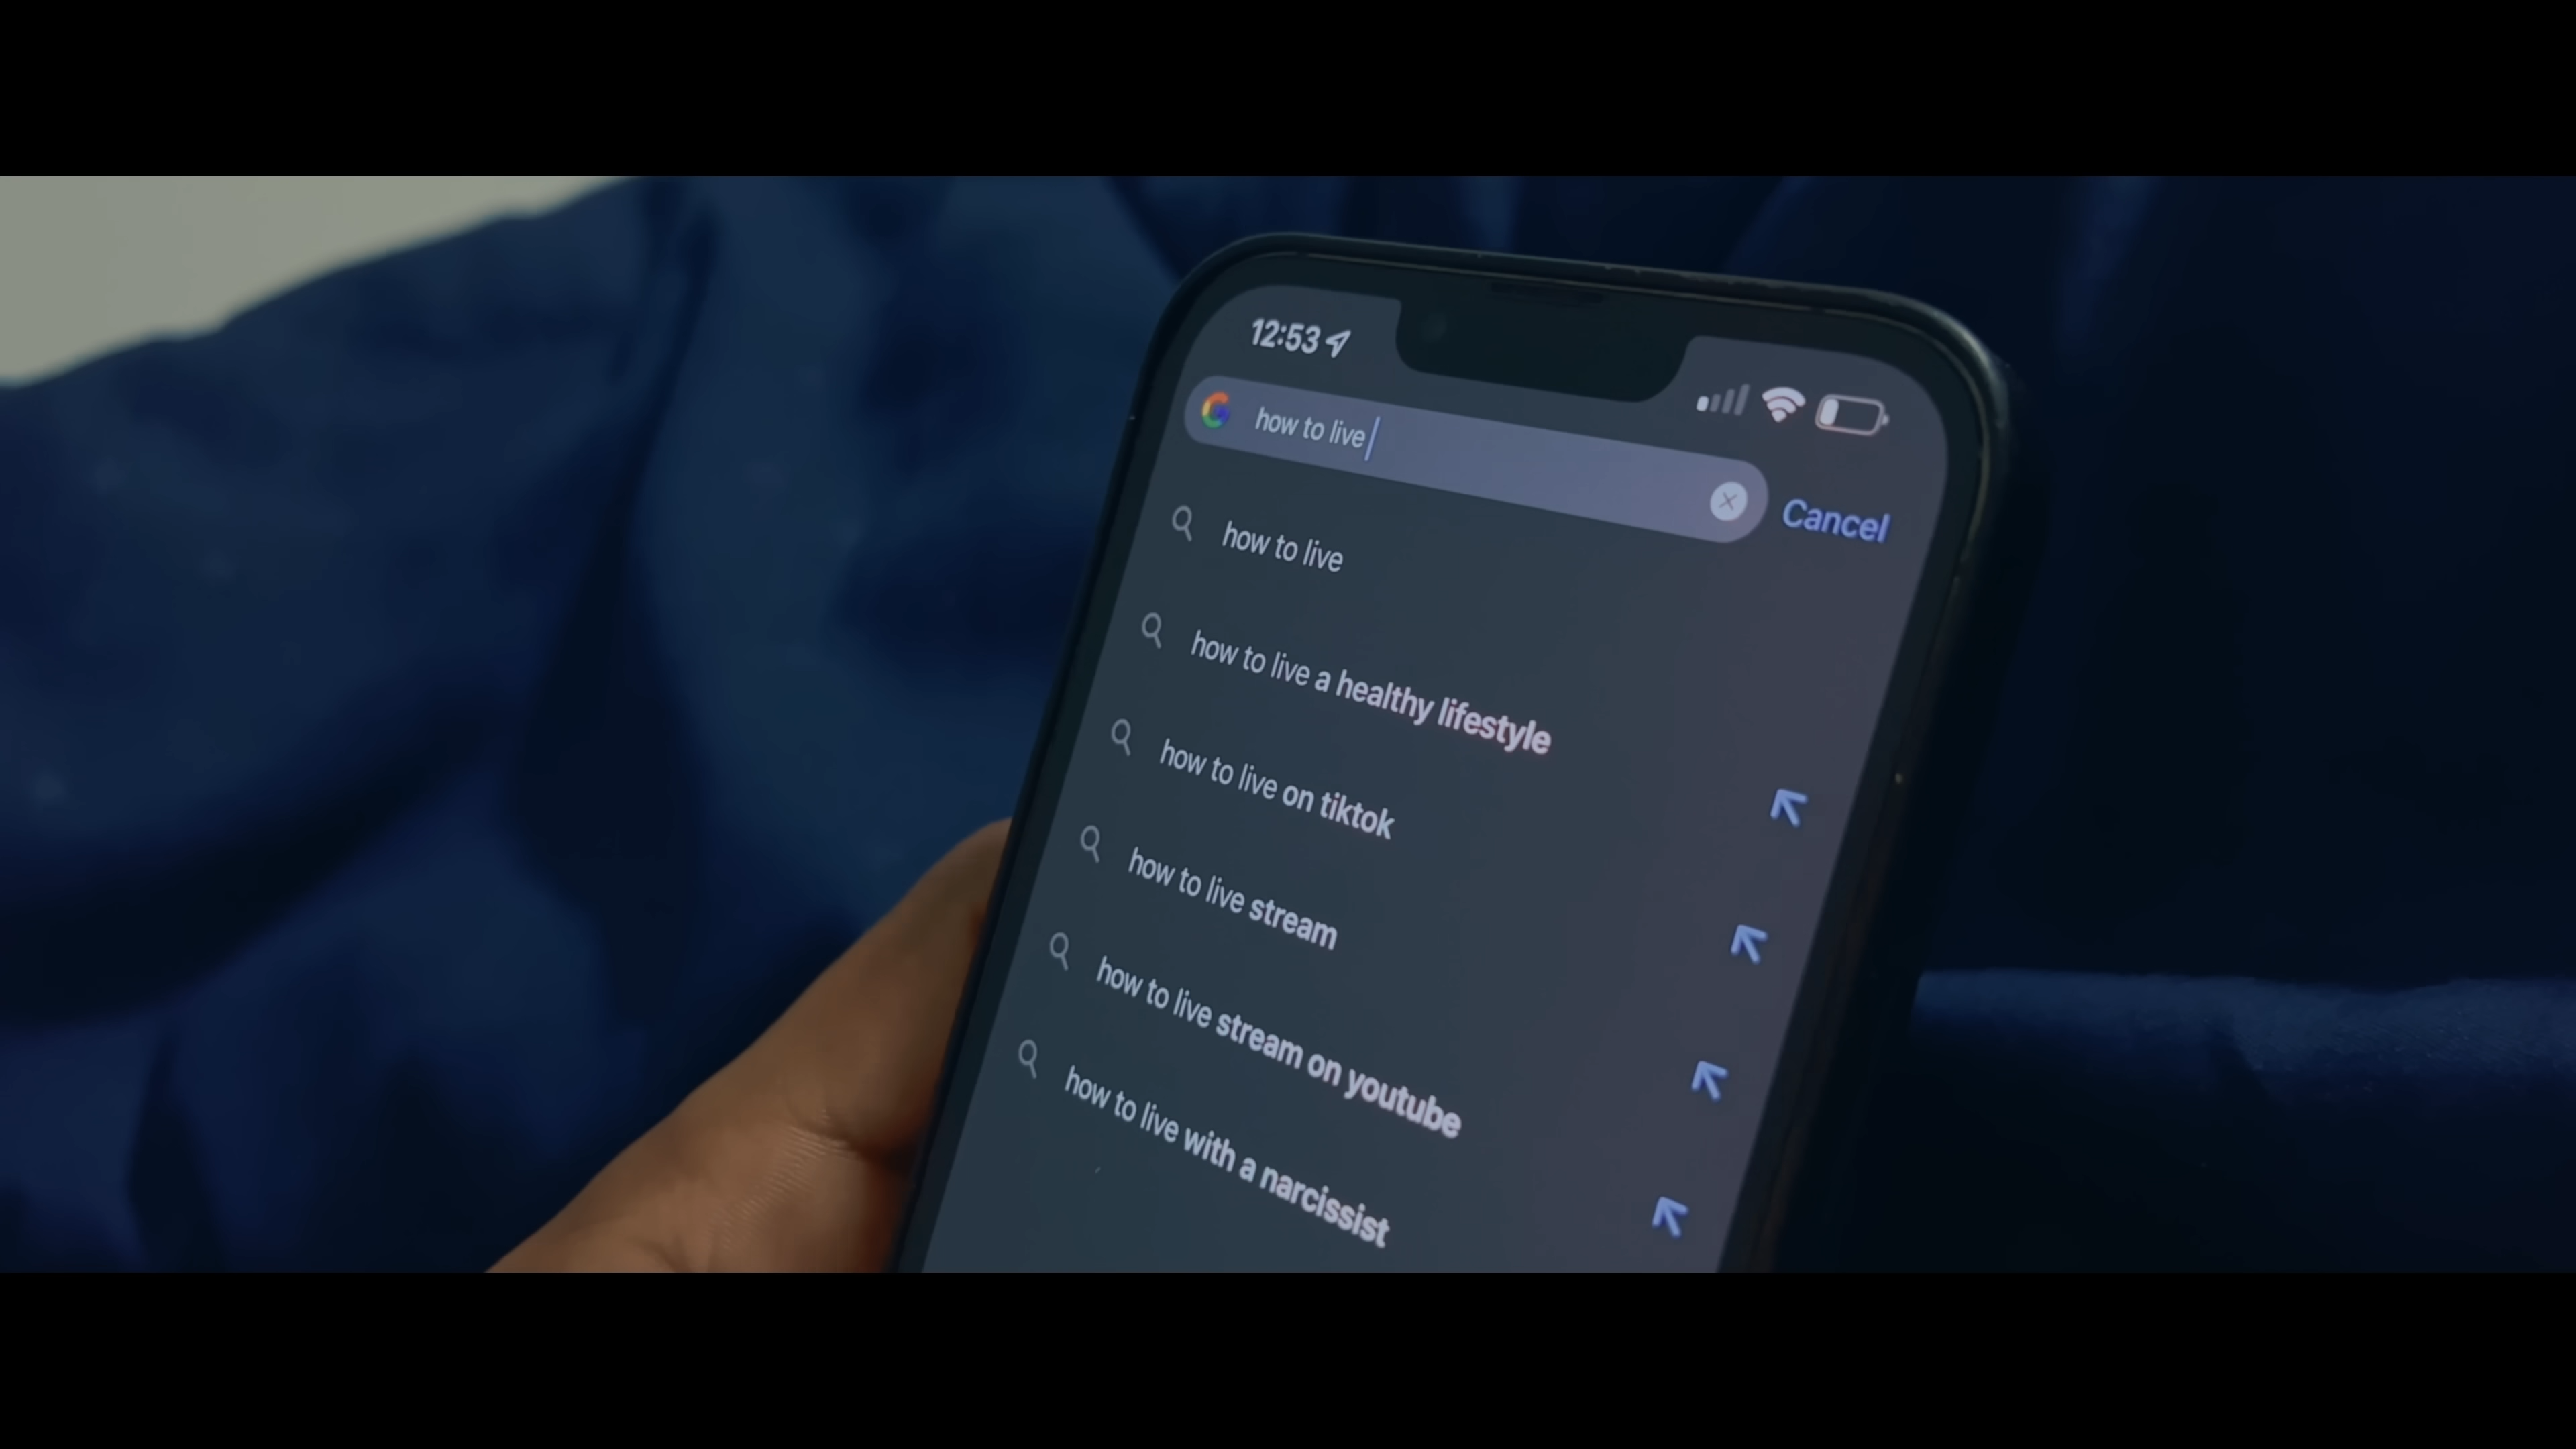 12:53
how to live
Cancel
how to live
how to live a healthy lifestyle
how to live on tiktok
how to live stream
how to live stream on youtube
how to live with a narcissist